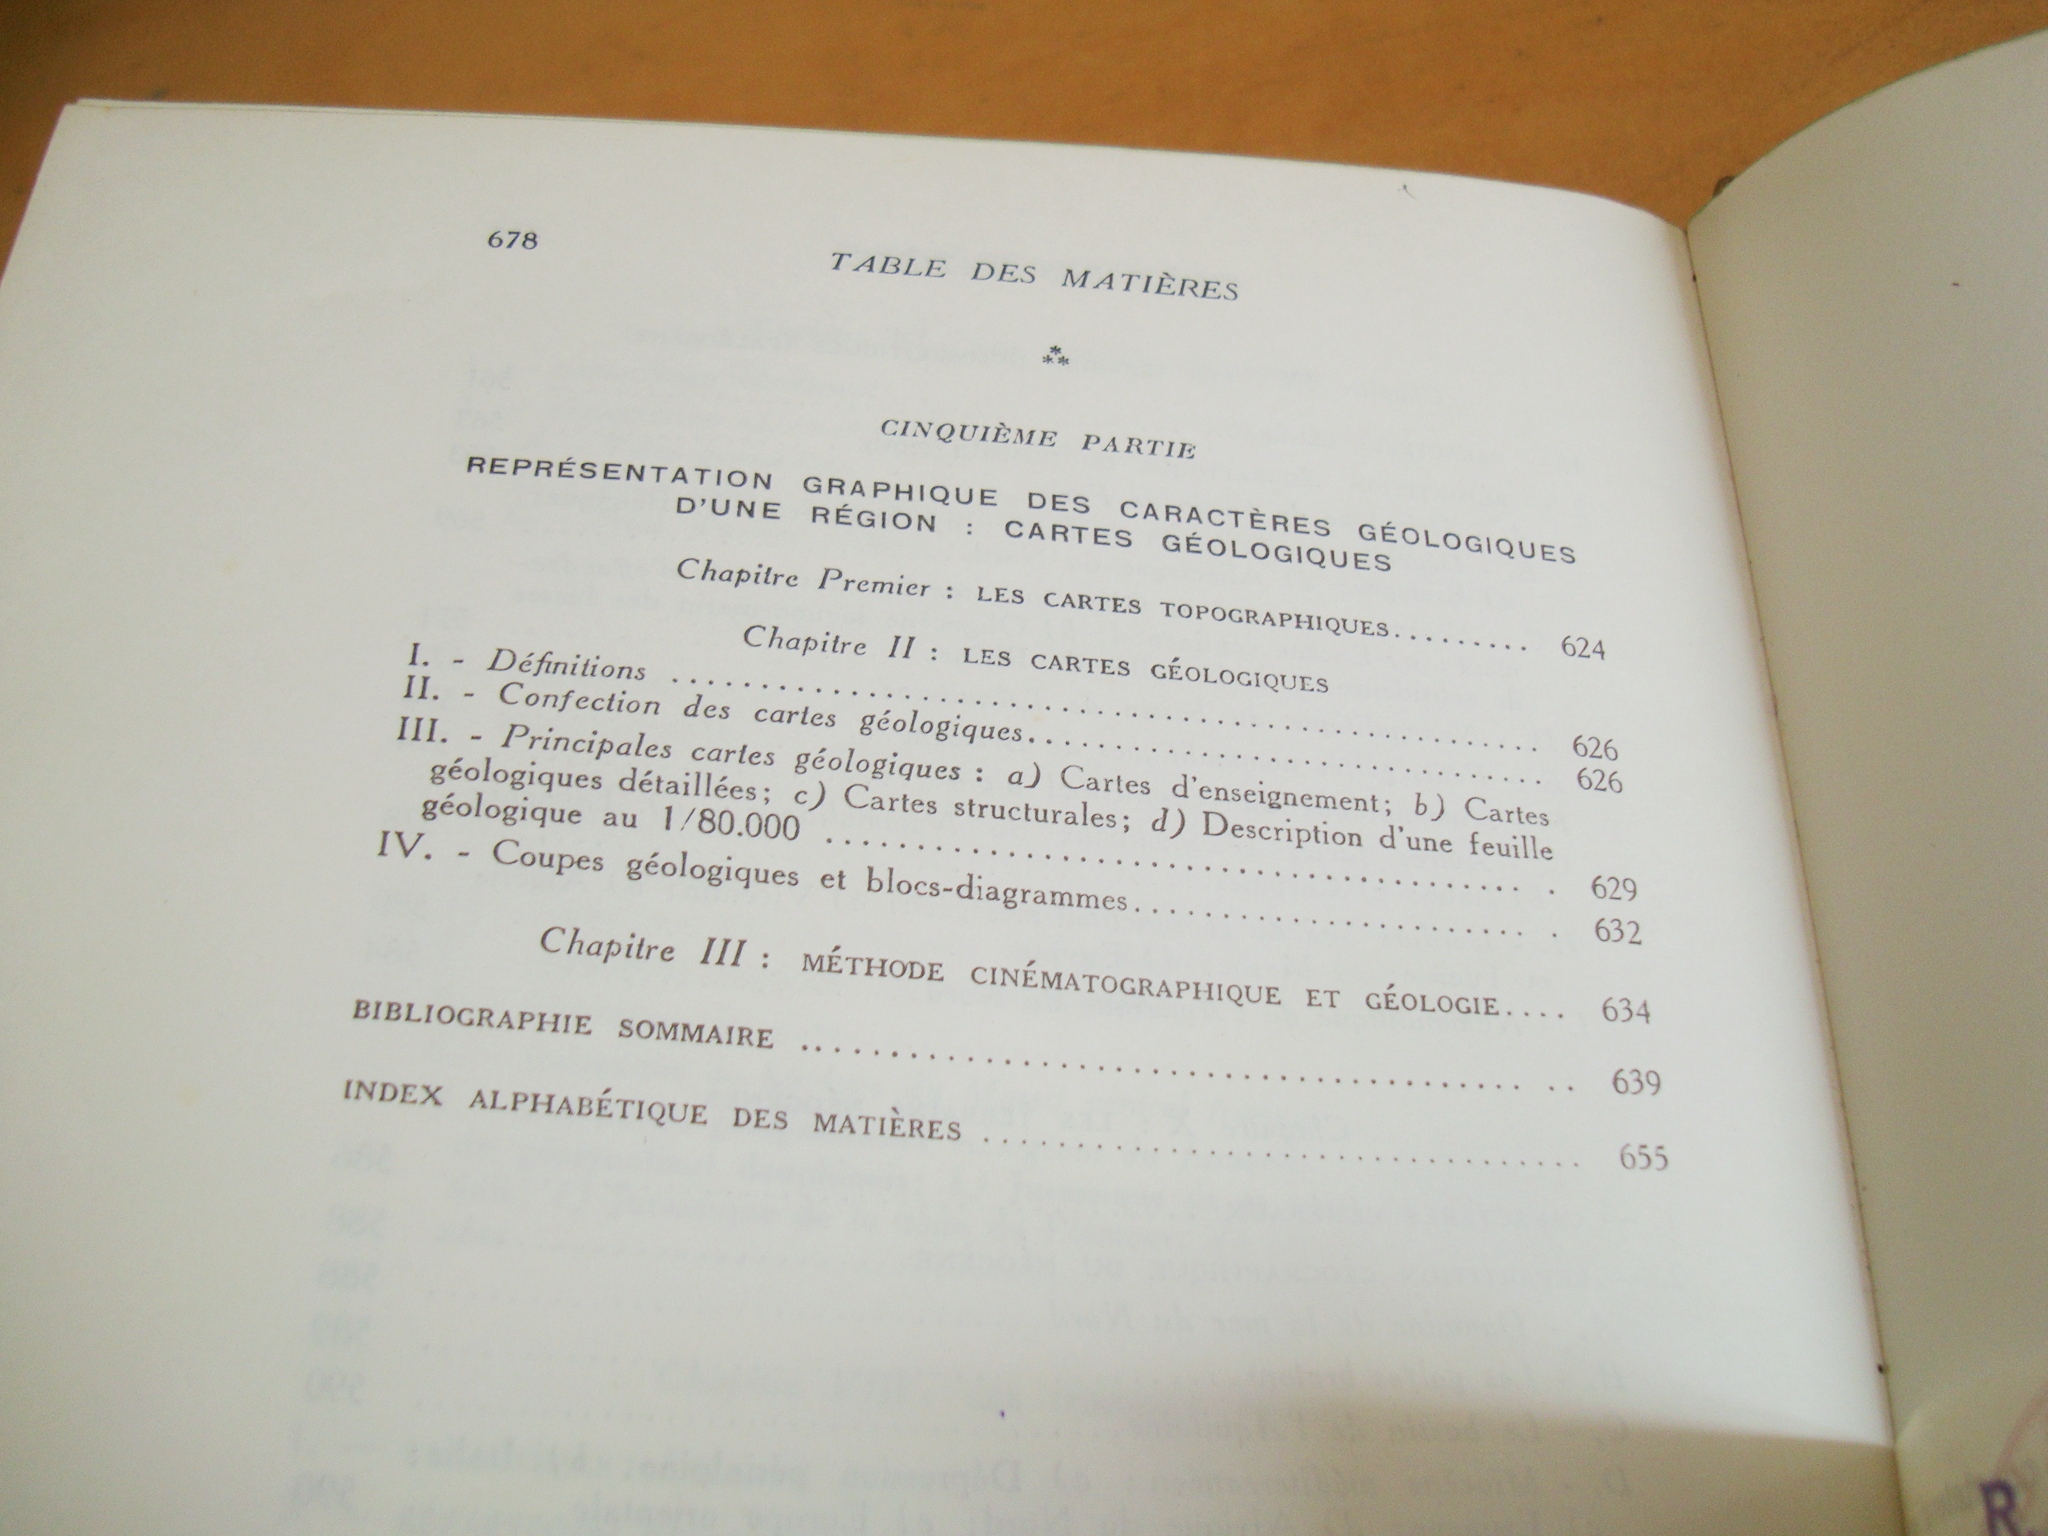 678
TABLE DES MATIÈRES
***
CINQUIÈME PARTIE
REPRÉSENTATION GRAPHIQUE DES CARACTÈRES GÉOLOGIQUES
D'UNE RÉGION : CARTES GÉOLOGIQUES
Chapitre Premier : LES CARTES TOPOGRAPHIQUES......... 624
Chapitre II : LES CARTES GÉOLOGIQUES
I. - Définitions ........................................ 626
II. - Confection des cartes géologiques.................................. 626
III. - Principales cartes géologiques : a) Cartes d'enseignement; b) Cartes
géologiques détaillées; c) Cartes structurales; d) Description d'une feuille
géologique au 1/80.000 .................................. 629
IV. - Coupes géologiques et blocs-diagrammes............................ 632
Chapitre III : MÉTHODE CINÉMATOGRAPHIQUE ET GÉOLOGIE.... 634
BIBLIOGRAPHIE SOMMAIRE .................................... 639
INDEX ALPHABÉTIQUE DES MATIÈRES ............................ 655
R.